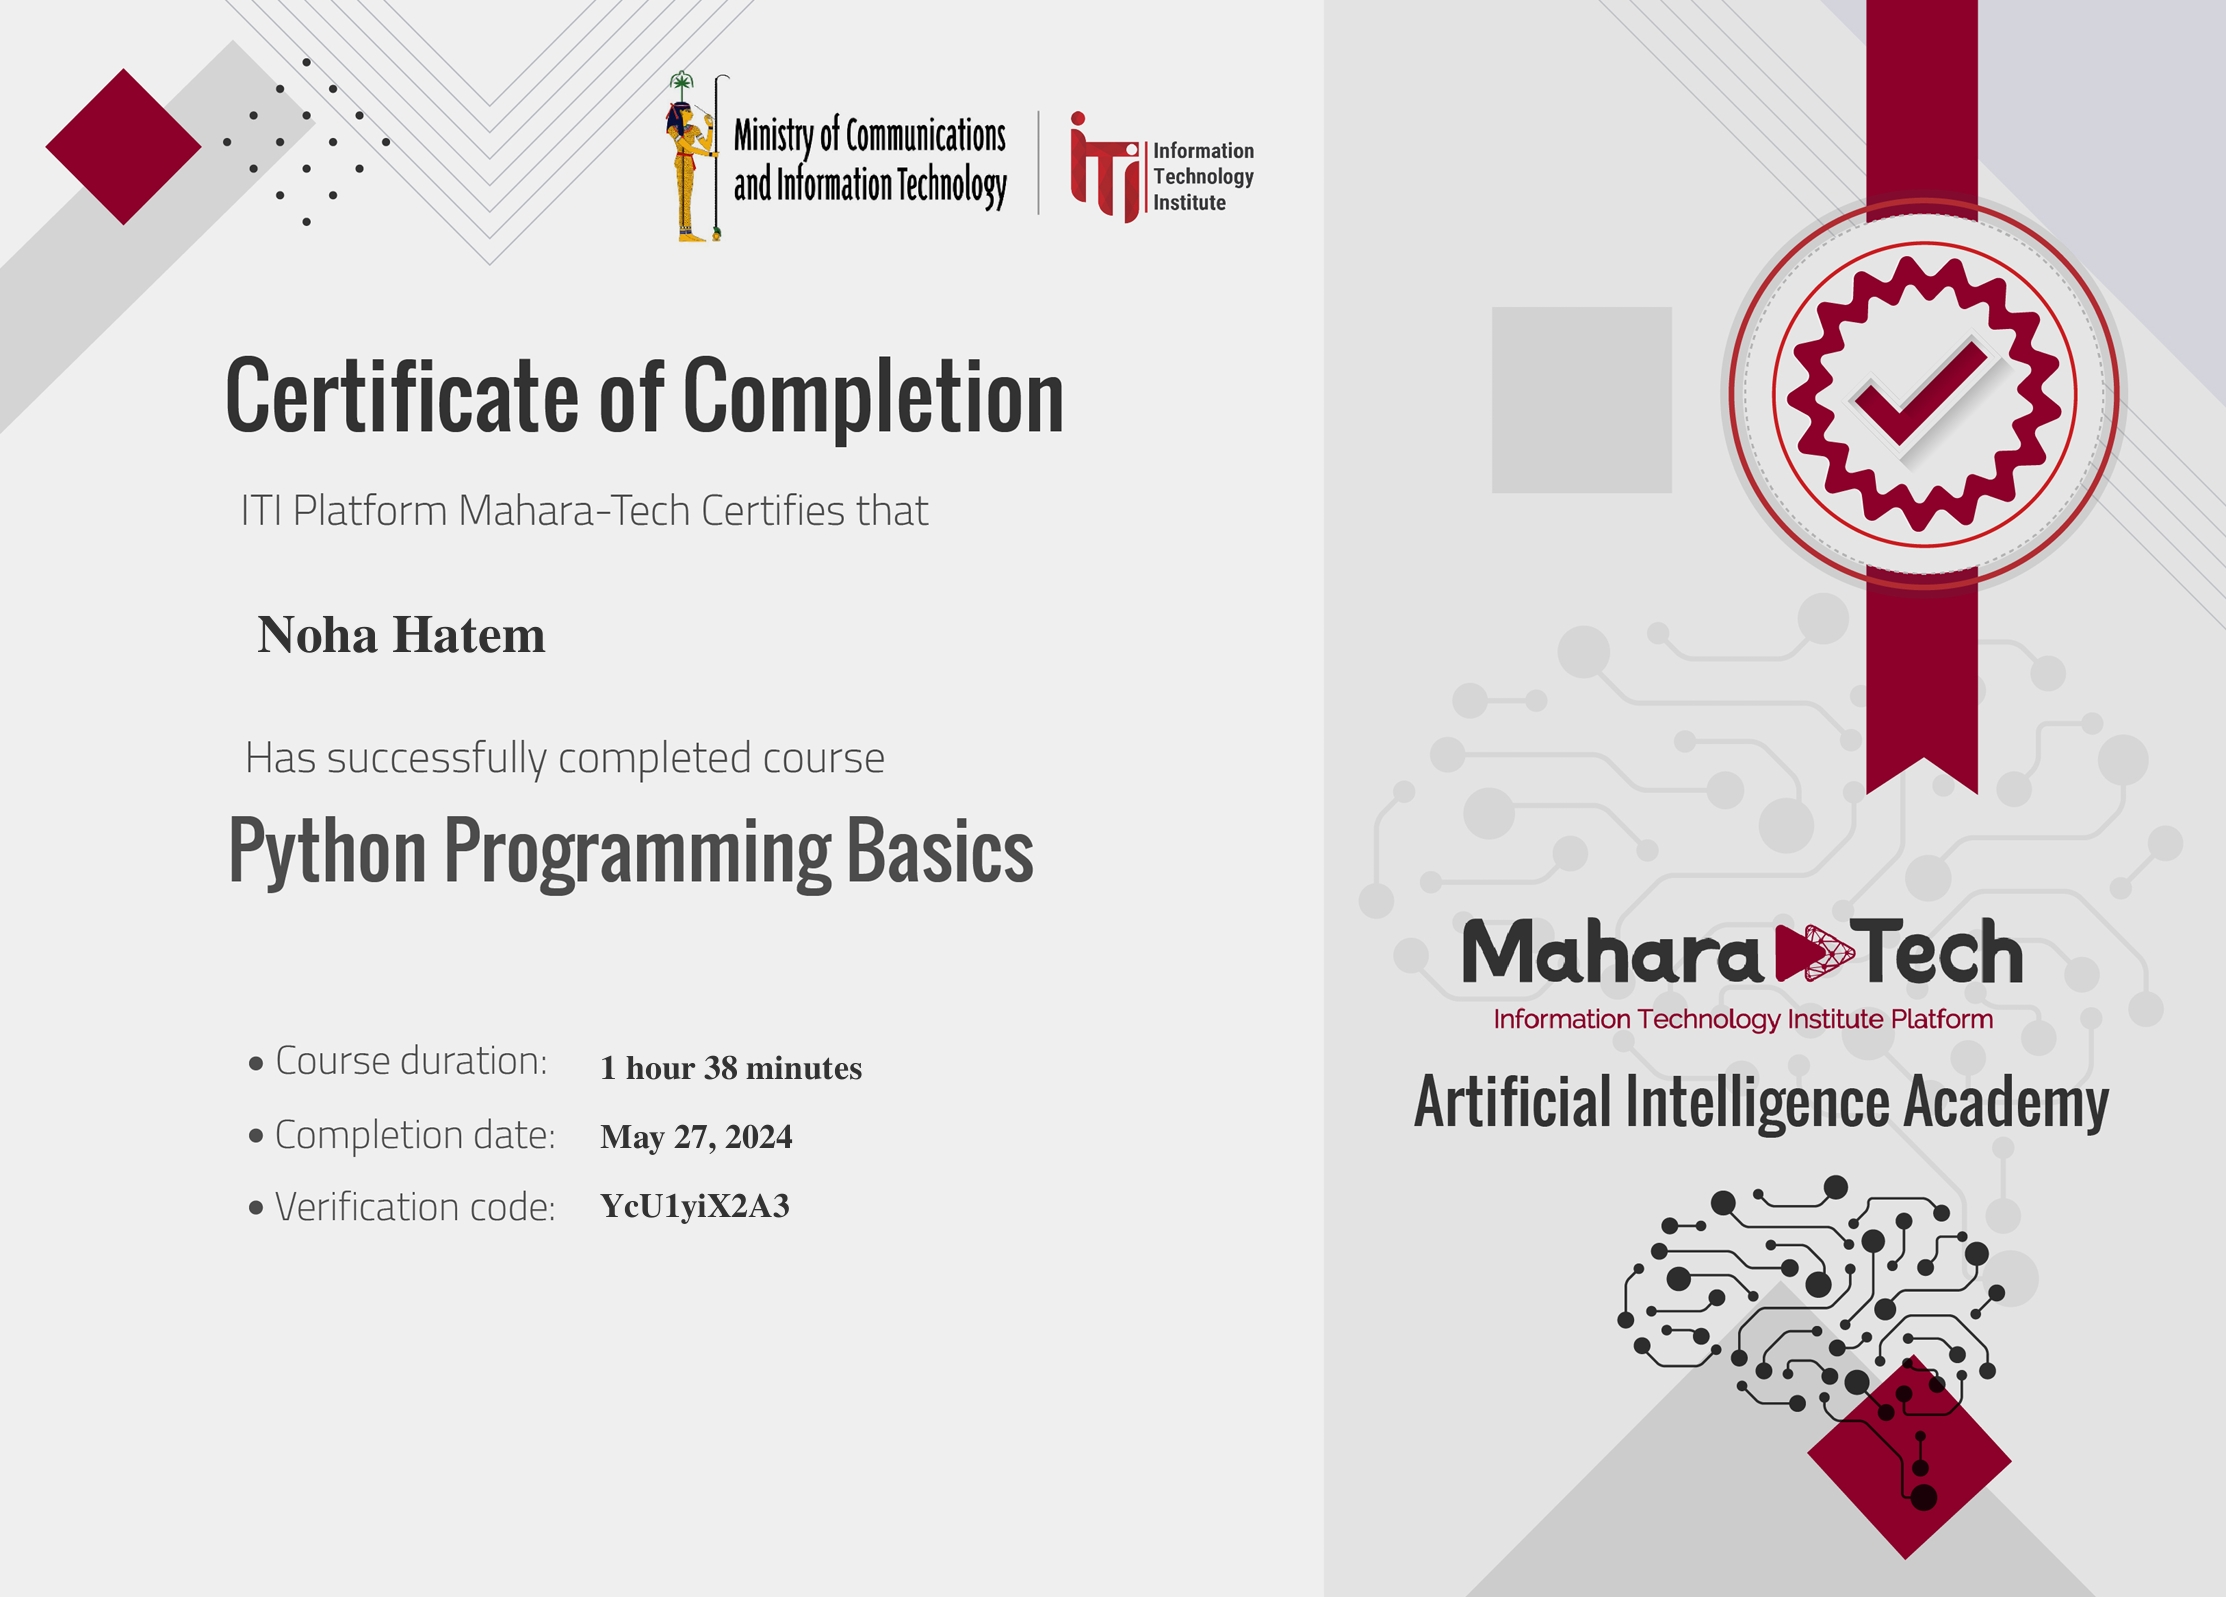 Ministry of Communications
and Information Technology
iTi
Information
Technology
Institute
Certificate of Completion
ITI Platform Mahara-Tech Certifies that
Noha Hatem
Has successfully completed course
Python Programming Basics
• Course duration: 1 hour 38 minutes
• Completion date: May 27, 2024
• Verification code: YcU1yiX2A3
Mahara Tech
Information Technology Institute Platform
Artificial Intelligence Academy